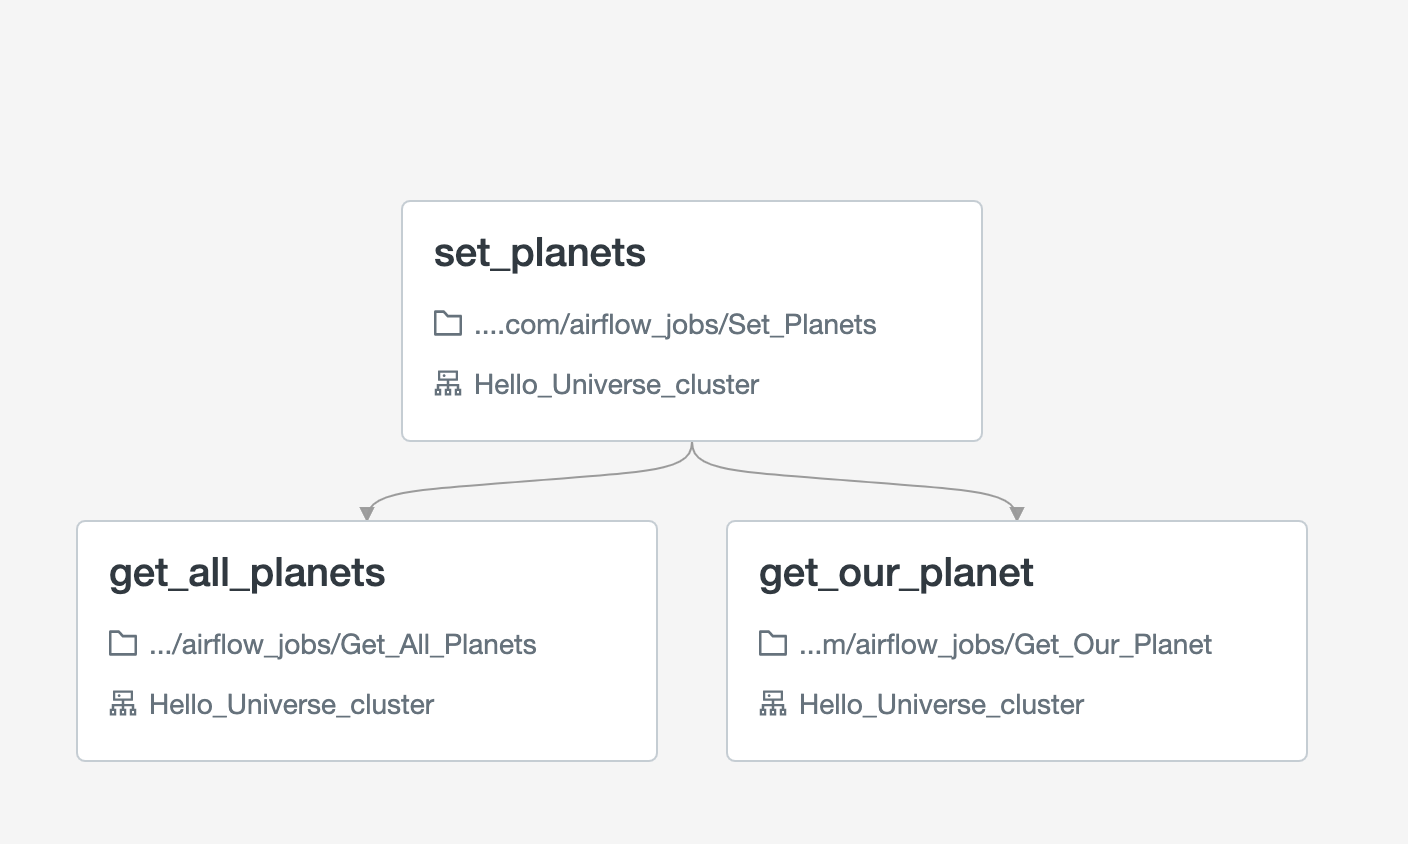 set_planets
....com/airflow_jobs/Set_Planets
Hello_Universe_cluster
get_all_planets
.../airflow_jobs/Get_All_Planets
Hello_Universe_cluster
get_our_planet
...m/airflow_jobs/Get_Our_Planet
Hello_Universe_cluster